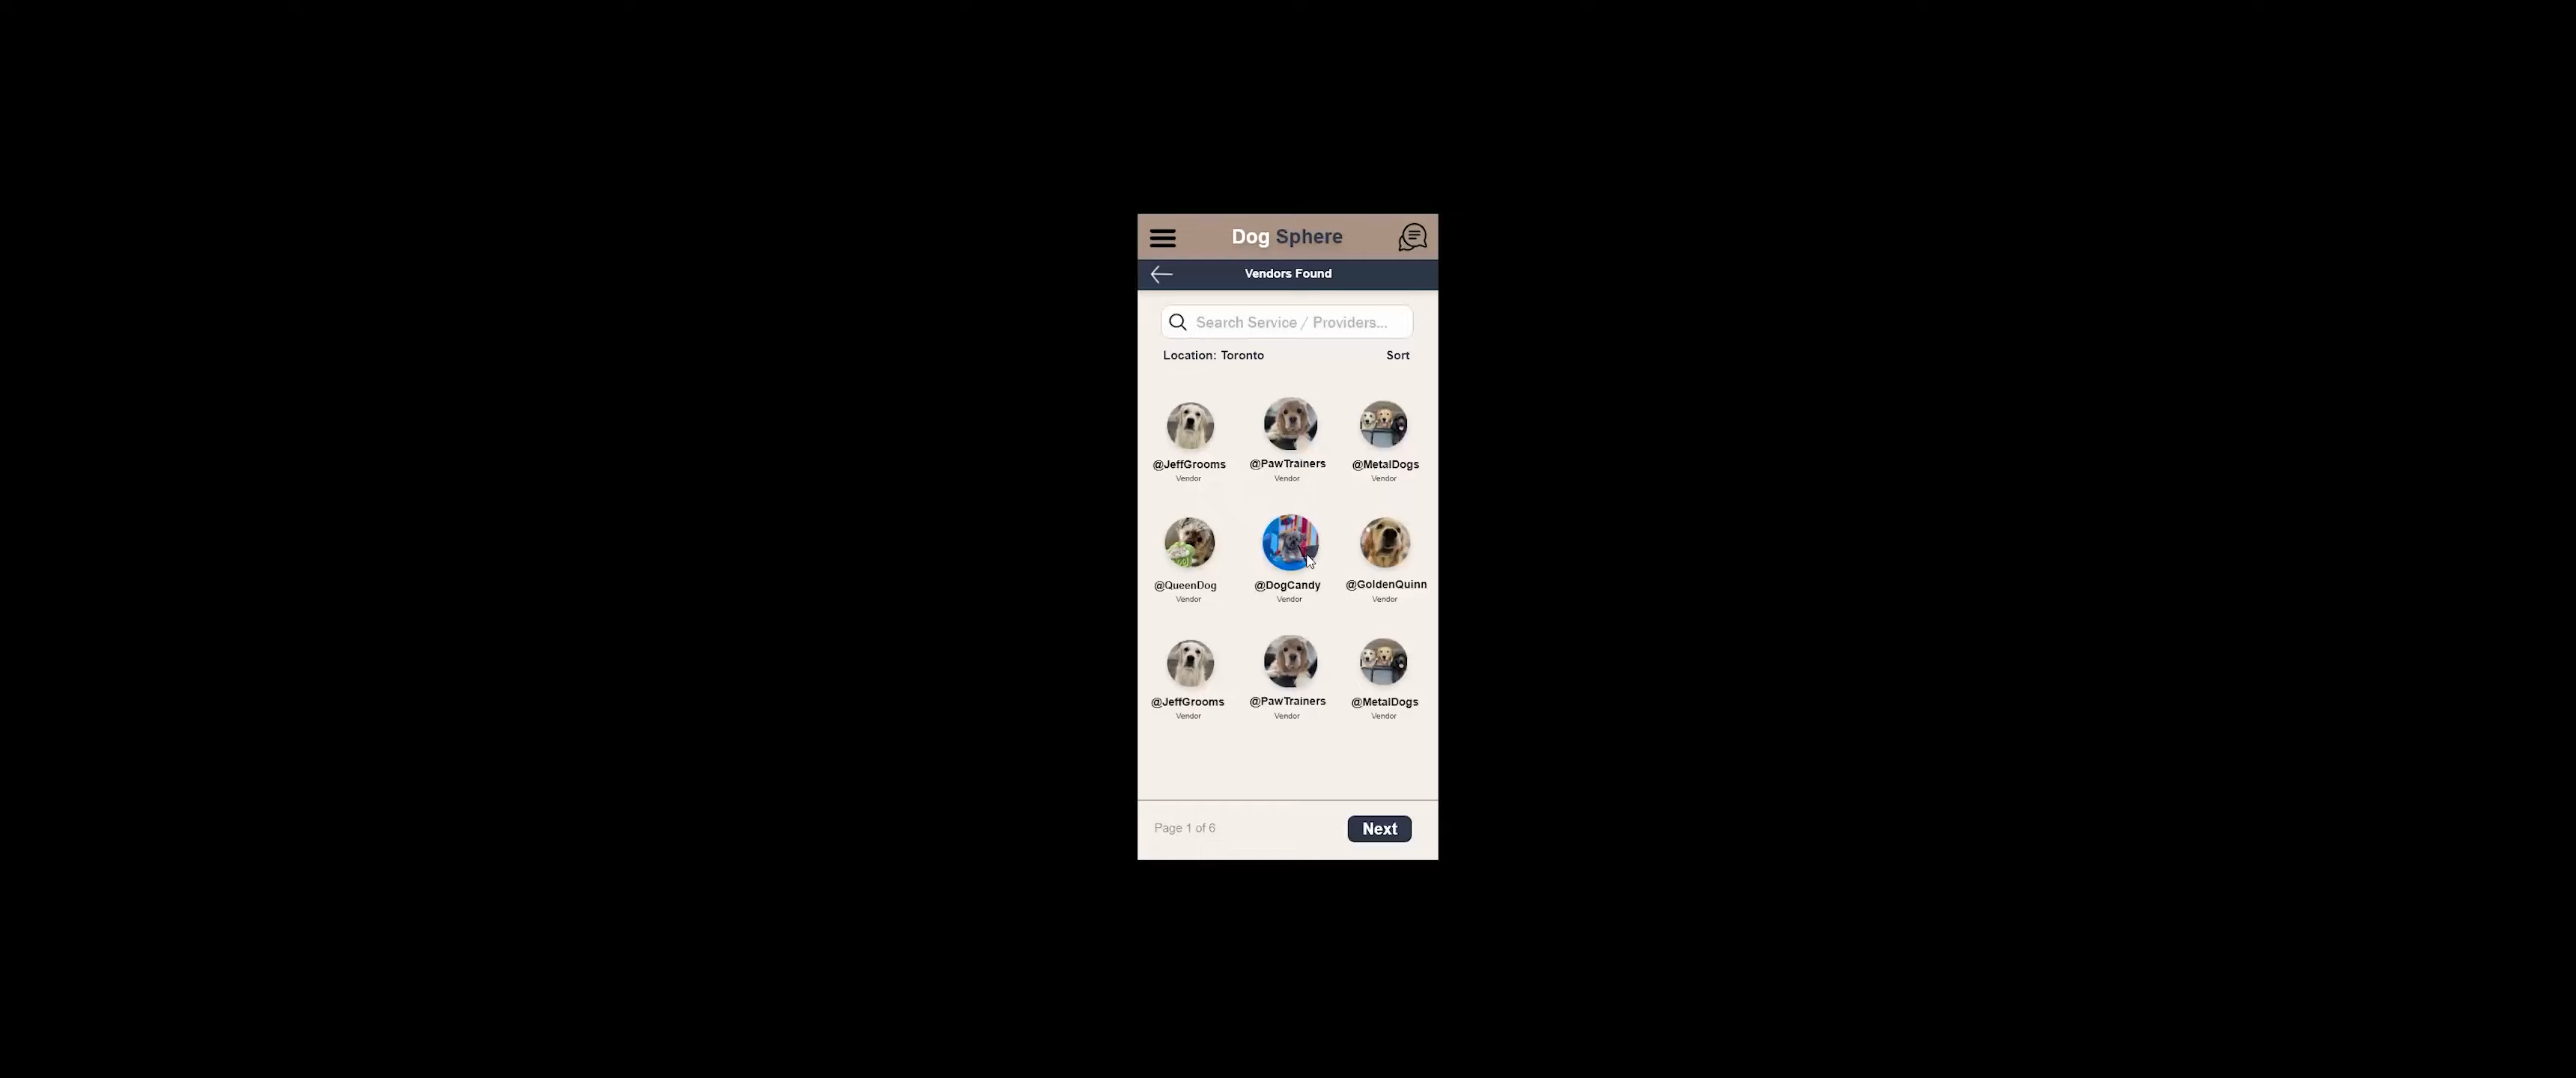 Dog Sphere
Vendors Found
Search Service / Providers...
Location: Toronto Sort
@JeffGrooms @PawTrainers @MetalDogs
Vendor Vendor Vendor
@QueenDog @DogCandy @GoldenQuinn
Vendor Vendor Vendor
@JeffGrooms @PawTrainers @MetalDogs
Vendor Vendor Vendor
Page 1 of 6 Next